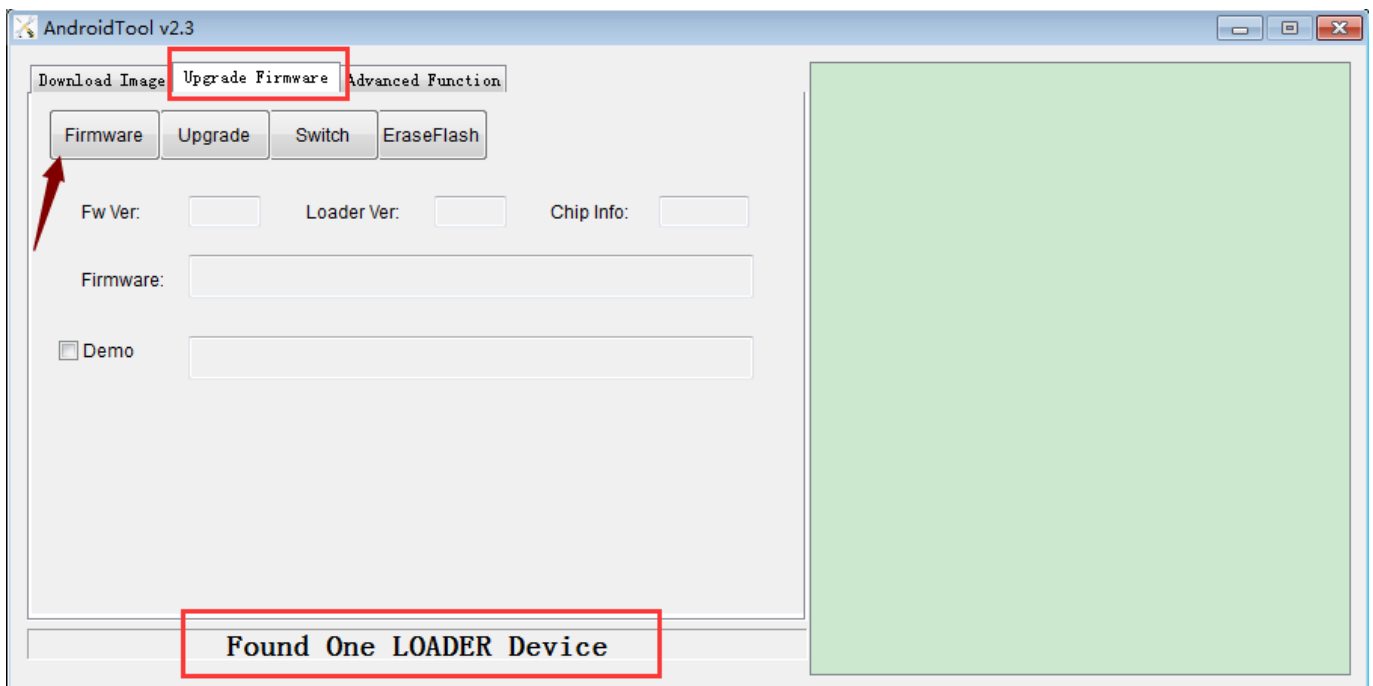 AndroidTool v2.3
Download Image Upgrade Firmware Advanced Function
Firmware Upgrade Switch EraseFlash
Fw Ver: Loader Ver: Chip Info:
Firmware:
Demo
Found One LOADER Device